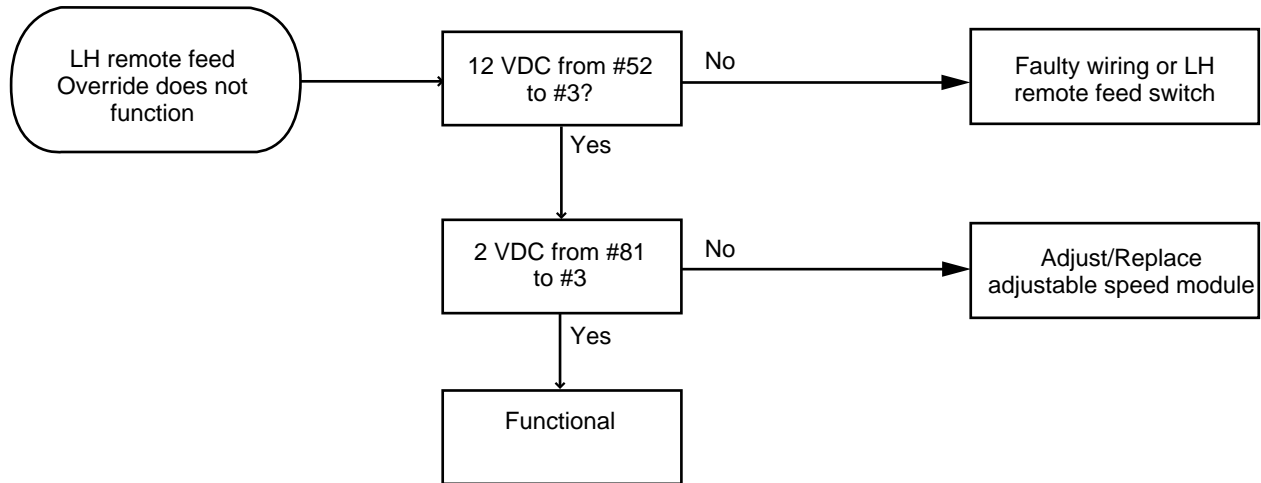 LH remote feed
Override does not
function
12 VDC from #52
to #3?
No
Faulty wiring or LH
remote feed switch
Yes
2 VDC from #81
to #3
No
Adjust/Replace
adjustable speed module
Yes
Functional